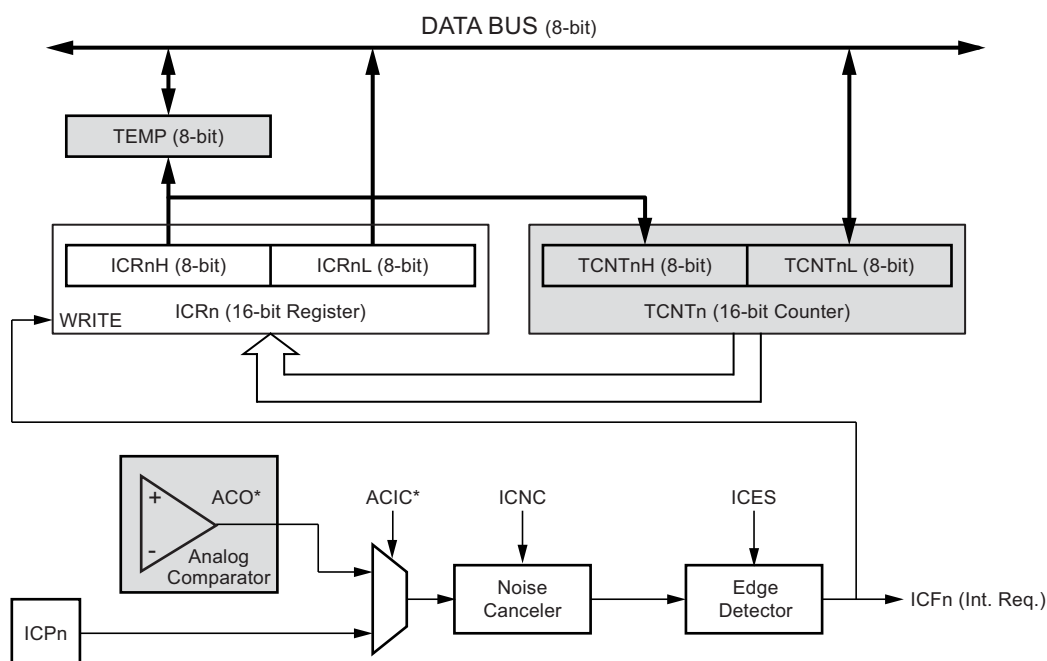 DATA BUS (8-bit)
TEMP (8-bit)
ICRnH (8-bit)
ICRnL (8-bit)
TCNTnH (8-bit)
TCNTnL (8-bit)
ICRn (16-bit Register)
TCNTn (16-bit Counter)
WRITE
+
-
ACO*
Analog
Comparator
ACIC*
ICNC
ICES
Noise
Canceler
Edge
Detector
ICFn (Int. Req.)
ICPn